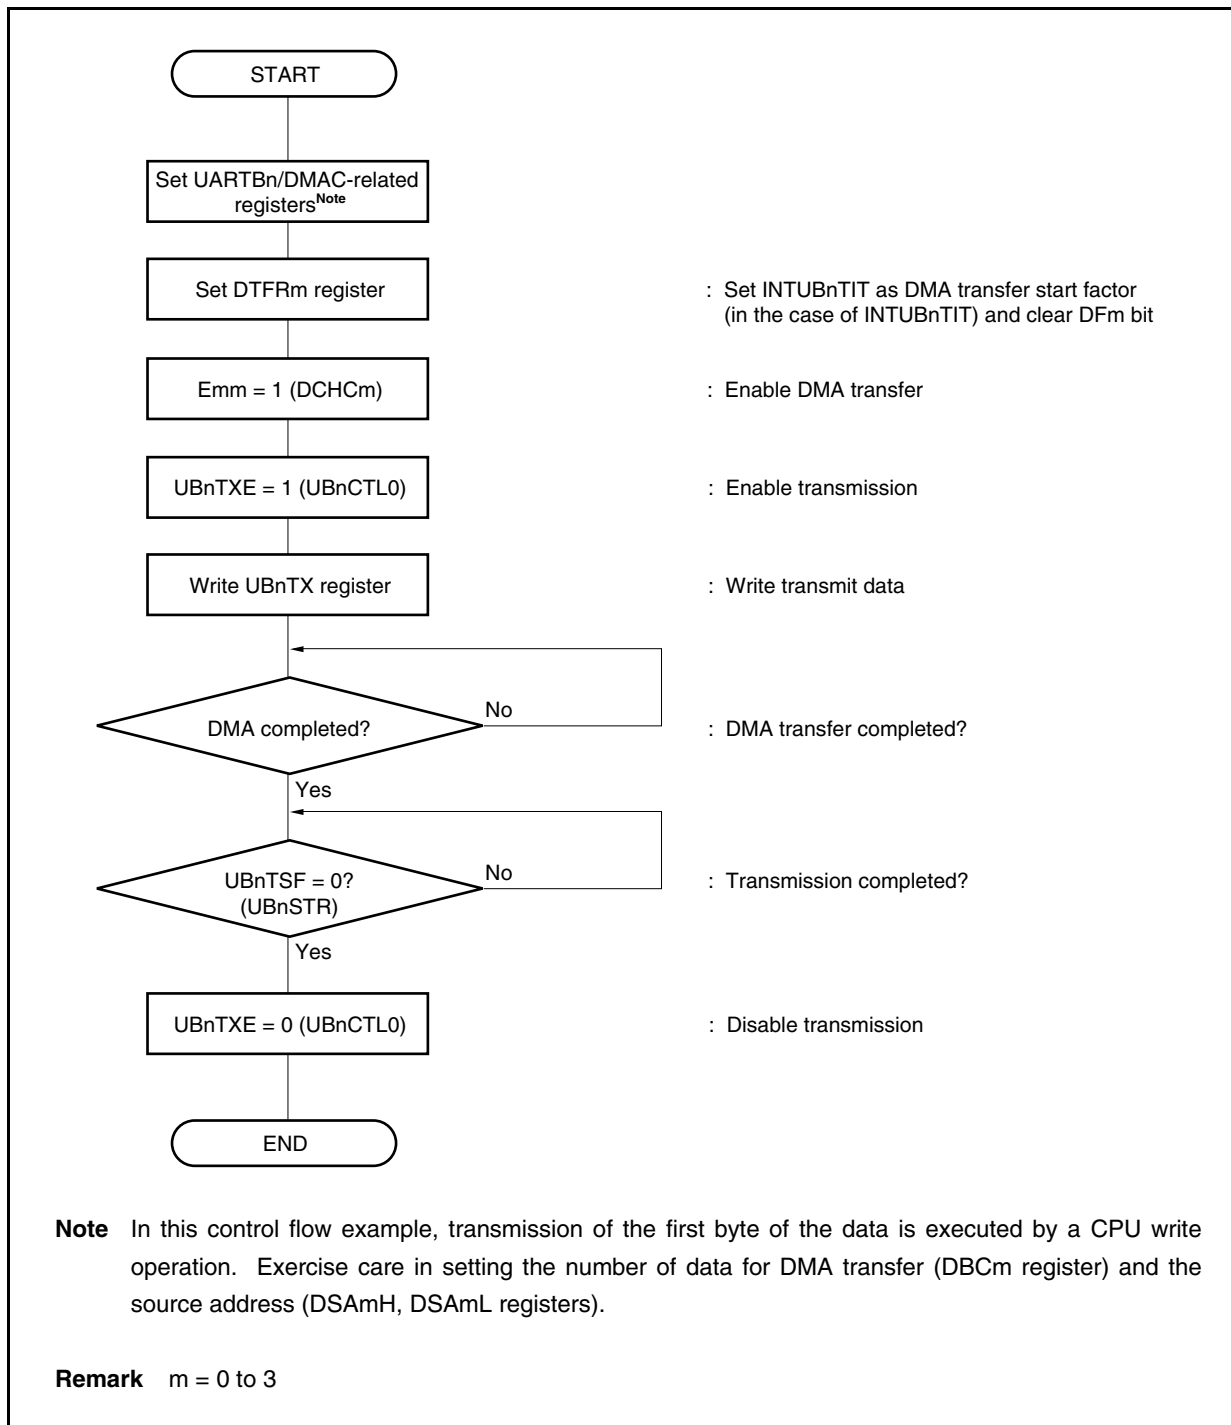 START
Set UARTBn/DMAC-related
registersNote
Set DTFRm register
: Set INTUBnTIT as DMA transfer start factor
(in the case of INTUBnTIT) and clear DFm bit
Emm = 1 (DCHCm)
: Enable DMA transfer
UBnTXE = 1 (UBnCTL0)
: Enable transmission
Write UBnTX register
: Write transmit data
DMA completed?
No
: DMA transfer completed?
Yes
UBnTSF = 0?
(UBnSTR)
No
: Transmission completed?
Yes
UBnTXE = 0 (UBnCTL0)
: Disable transmission
END
Note In this control flow example, transmission of the first byte of the data is executed by a CPU write
operation. Exercise care in setting the number of data for DMA transfer (DBCm register) and the
source address (DSAmH, DSAmL registers).
Remark m = 0 to 3